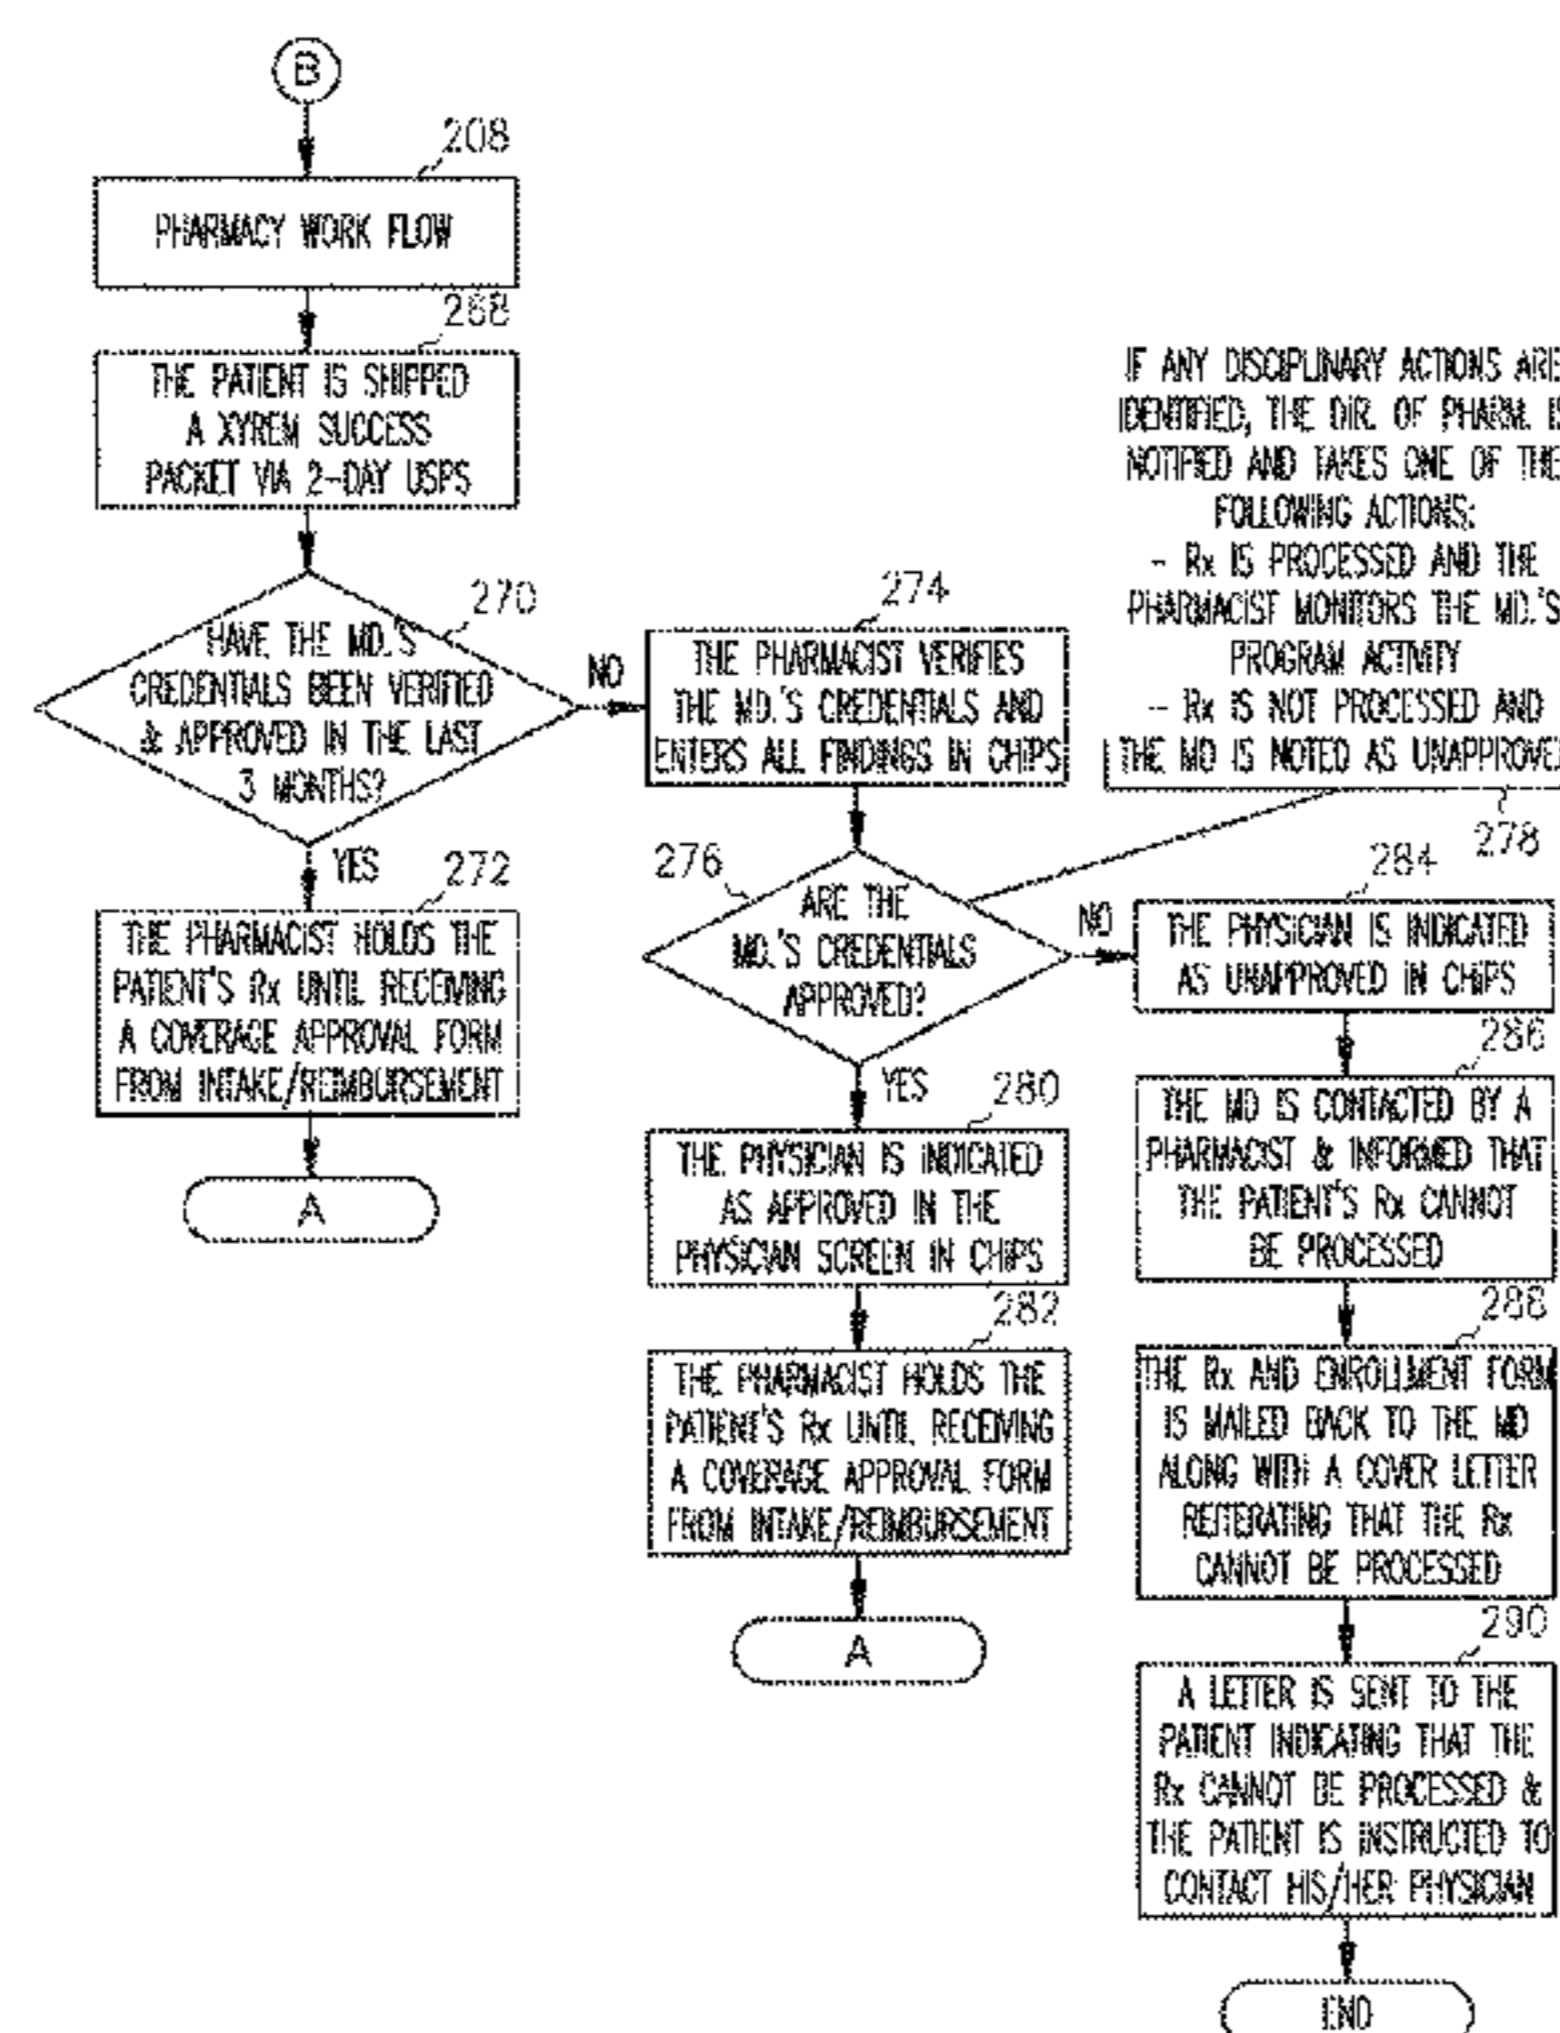 B
208
PHARMACY WORK FLOW
268
THE PATIENT IS SHIPPED
A XYREM SUCCESS
PACKET VIA 2-DAY USPS
270
HAVE THE MD.'S
CREDENTIALS BEEN VERIFIED
& APPROVED IN THE LAST
3 MONTHS?
NO
YES
272
THE PHARMACIST HOLDS THE
PATIENT'S Rx UNTIL RECEIVING
A COVERAGE APPROVAL FORM
FROM INTAKE/REIMBURSEMENT
A
274
THE PHARMACIST VERIFIES
THE MD.'S CREDENTIALS AND
ENTERS ALL FINDINGS IN CHIPS
276
ARE THE
MD.'S CREDENTIALS
APPROVED?
NO
YES
280
THE PHYSICIAN IS INDICATED
AS APPROVED IN THE
PHYSICIAN SCREEN IN CHIPS
282
THE PHARMACIST HOLDS THE
PATIENT'S Rx UNTIL RECEIVING
A COVERAGE APPROVAL FORM
FROM INTAKE/REIMBURSEMENT
A
IF ANY DISCIPLINARY ACTIONS ARE
IDENTIFIED, THE DIR. OF PHARM. IS
NOTIFIED AND TAKES ONE OF THE
FOLLOWING ACTIONS:
-- Rx IS PROCESSED AND THE
PHARMACIST MONITORS THE MD.'S
PROGRAM ACTIVITY
-- Rx IS NOT PROCESSED AND
THE MD IS NOTED AS UNAPPROVED
278
284
THE PHYSICIAN IS INDICATED
AS UNAPPROVED IN CHIPS
286
THE MD IS CONTACTED BY A
PHARMACIST & INFORMED THAT
THE PATIENT'S Rx CANNOT
BE PROCESSED
288
THE Rx AND ENROLLMENT FORM
IS MAILED BACK TO THE MD
ALONG WITH A COVER LETTER
REITERATING THAT THE Rx
CANNOT BE PROCESSED
290
A LETTER IS SENT TO THE
PATIENT INDICATING THAT THE
Rx CANNOT BE PROCESSED &
THE PATIENT IS INSTRUCTED TO
CONTACT HIS/HER PHYSICIAN
END